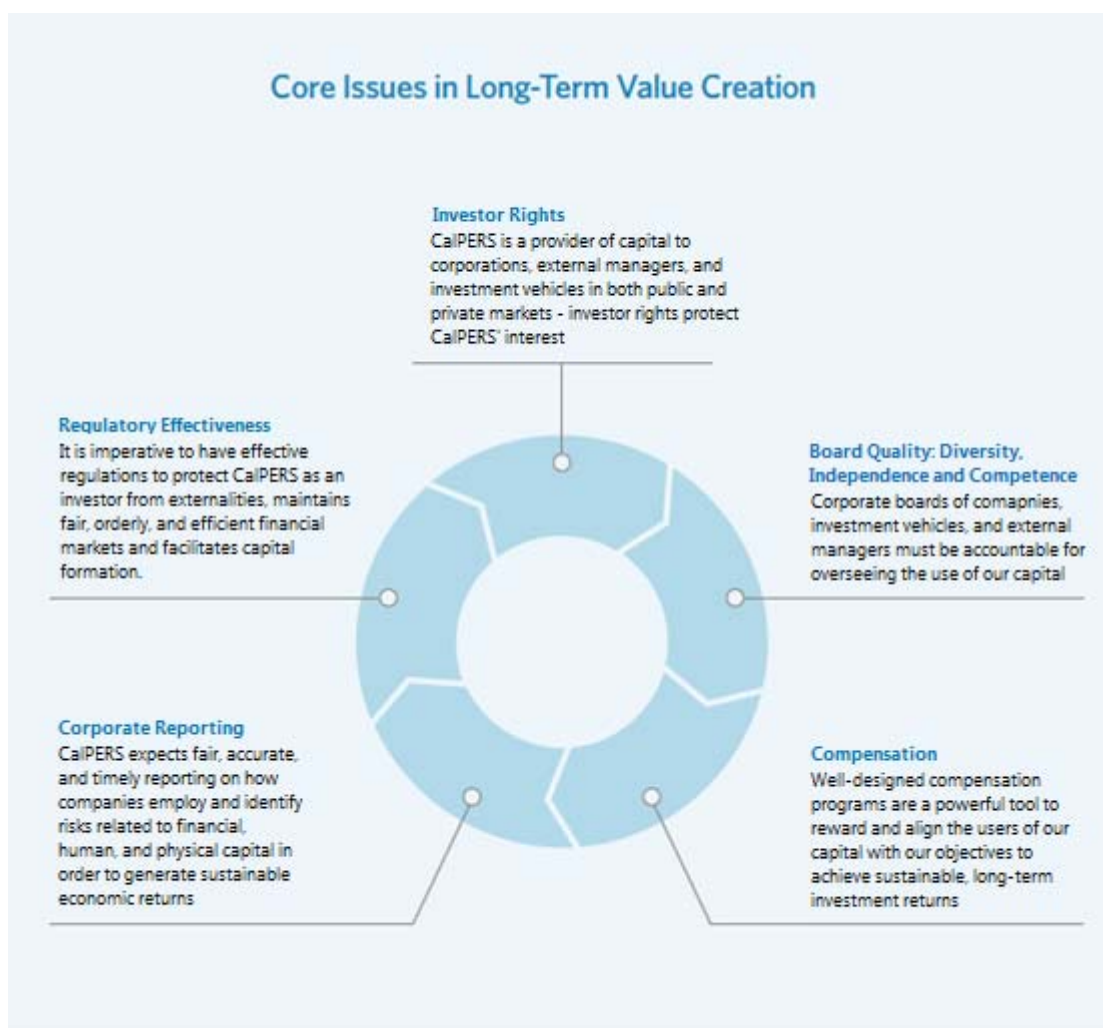 Core Issues in Long-Term Value Creation
Investor Rights
CalPERS is a provider of capital to
corporations, external managers, and
investment vehicles in both public and
private markets - investor rights protect
CalPERS' interest
Board Quality: Diversity,
Independence and Competence
Corporate boards of comapnies,
investment vehicles, and external
managers must be accountable for
overseeing the use of our capital
Compensation
Well-designed compensation
programs are a powerful tool to
reward and align the users of our
capital with our objectives to
achieve sustainable, long-term
investment returns
Corporate Reporting
CalPERS expects fair, accurate,
and timely reporting on how
companies employ and identify
risks related to financial,
human, and physical capital in
order to generate sustainable
economic returns
Regulatory Effectiveness
It is imperative to have effective
regulations to protect CalPERS as an
investor from externalities, maintains
fair, orderly, and efficient financial
markets and facilitates capital
formation.